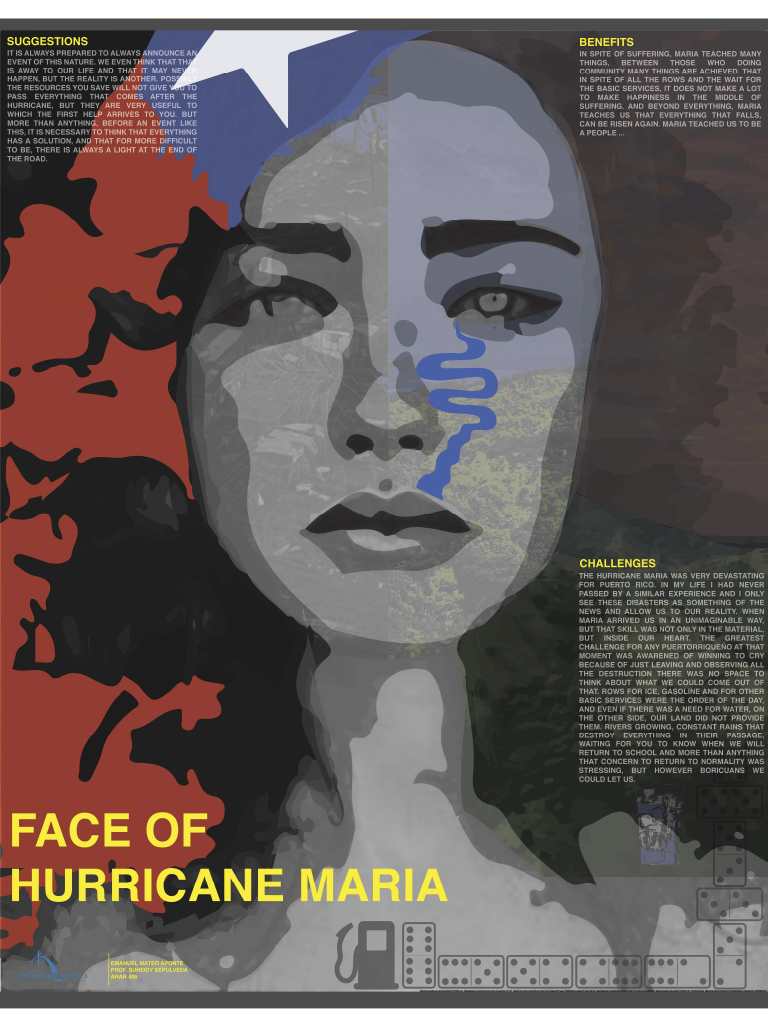 SUGGESTIONS
IT IS ALWAYS PREPARED TO ALWAYS ANNOUNCE AN
EVENT OF THIS NATURE. WE EVEN THINK THAT THAT
IS AWAY TO OUR LIFE AND THAT IT MAY NEVER
HAPPEN, BUT THE REALITY IS ANOTHER. POSSIBLY
THE RESOURCES YOU SAVE WILL NOT GIVE YOU TO
PASS EVERYTHING THAT COMES AFTER THE
HURRICANE, BUT THEY ARE VERY USEFUL TO
WHICH THE FIRST HELP ARRIVES TO YOU. BUT
MORE THAN ANYTHING, BEFORE AN EVENT LIKE
THIS, IT IS NECESSARY TO THINK THAT EVERYTHING
HAS A SOLUTION, AND THAT FOR MORE DIFFICULT
TO BE, THERE IS ALWAYS A LIGHT AT THE END OF
THE ROAD.
BENEFITS
IN SPITE OF SUFFERING, MARIA TEACHED MANY
THINGS, BETWEEN THOSE WHO DOING
COMMUNITY MANY THINGS ARE ACHIEVED, THAT
IN SPITE OF ALL THE ROWS AND THE WAIT FOR
THE BASIC SERVICES, IT DOES NOT MAKE A LOT
TO MAKE HAPPINESS IN THE MIDDLE OF
SUFFERING. AND BEYOND EVERYTHING, MARIA
TEACHES US THAT EVERYTHING THAT FALLS,
CAN BE RISEN AGAIN. MARIA TEACHED US TO BE
A PEOPLE ...
CHALLENGES
THE HURRICANE MARIA WAS VERY DEVASTATING
FOR PUERTO RICO. IN MY LIFE I HAD NEVER
PASSED BY A SIMILAR EXPERIENCE AND I ONLY
SEE THESE DISASTERS AS SOMETHING OF THE
NEWS AND ALLOW US TO OUR REALITY. WHEN
MARIA ARRIVED US IN AN UNIMAGINABLE WAY,
BUT THAT SKILL WAS NOT ONLY IN THE MATERIAL,
BUT INSIDE OUR HEART. THE GREATEST
CHALLENGE FOR ANY PUERTORRIQUEÑO AT THAT
MOMENT WAS AWARENED OF WINNING TO CRY
BECAUSE OF JUST LEAVING AND OBSERVING ALL
THE DESTRUCTION THERE WAS NO SPACE TO
THINK ABOUT WHAT WE COULD COME OUT OF
THAT. ROWS FOR ICE, GASOLINE AND FOR OTHER
BASIC SERVICES WERE THE ORDER OF THE DAY,
AND EVEN IF THERE WAS A NEED FOR WATER, ON
THE OTHER SIDE, OUR LAND DID NOT PROVIDE
THEM. RIVERS GROWING, CONSTANT RAINS THAT
DESTROY EVERYTHING IN THEIR PASSAGE,
WAITING FOR YOU TO KNOW WHEN WE WILL
RETURN TO SCHOOL AND MORE THAN ANYTHING
THAT CONCERN TO RETURN TO NORMALITY WAS
STRESSING, BUT HOWEVER BORICUANS WE
COULD LET US.
FACE OF
HURRICANE MARIA
EMANUEL MATEO APONTE
PROF. SUHEIDY SEPULVEDA
AHAR 406